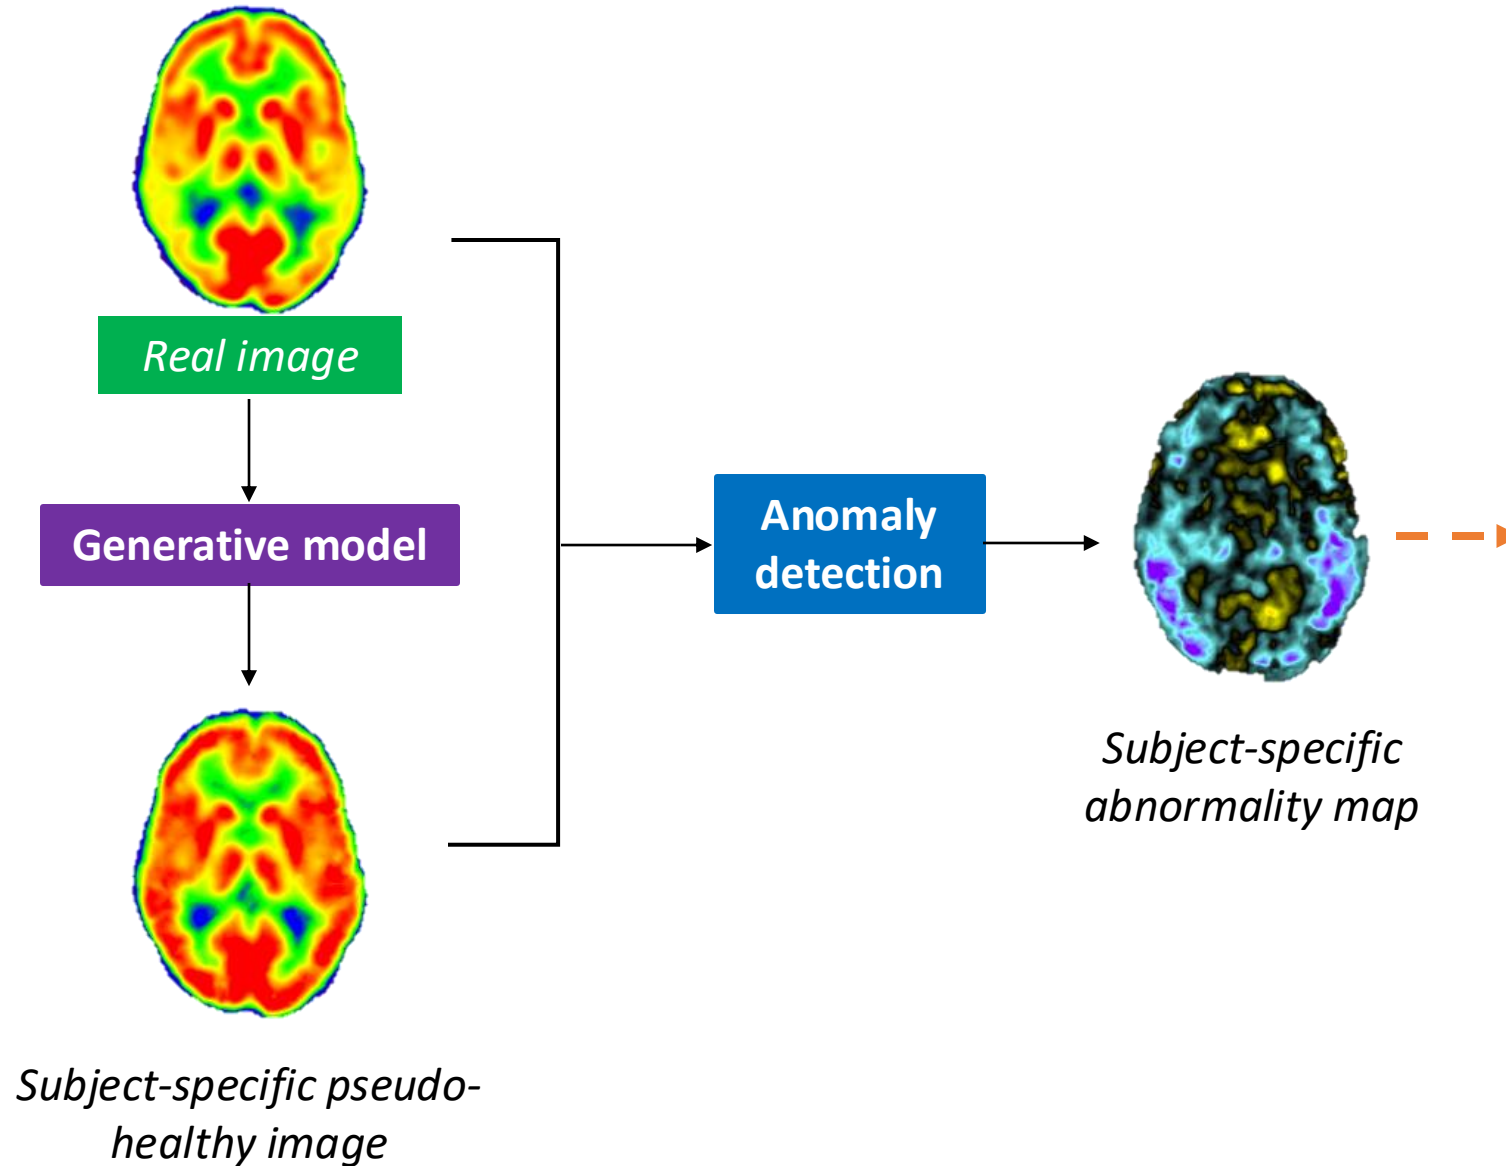 Real image
Generative model
Subject-specific pseudo-
healthy image
Anomaly
detection
Subject-specific
abnormality map